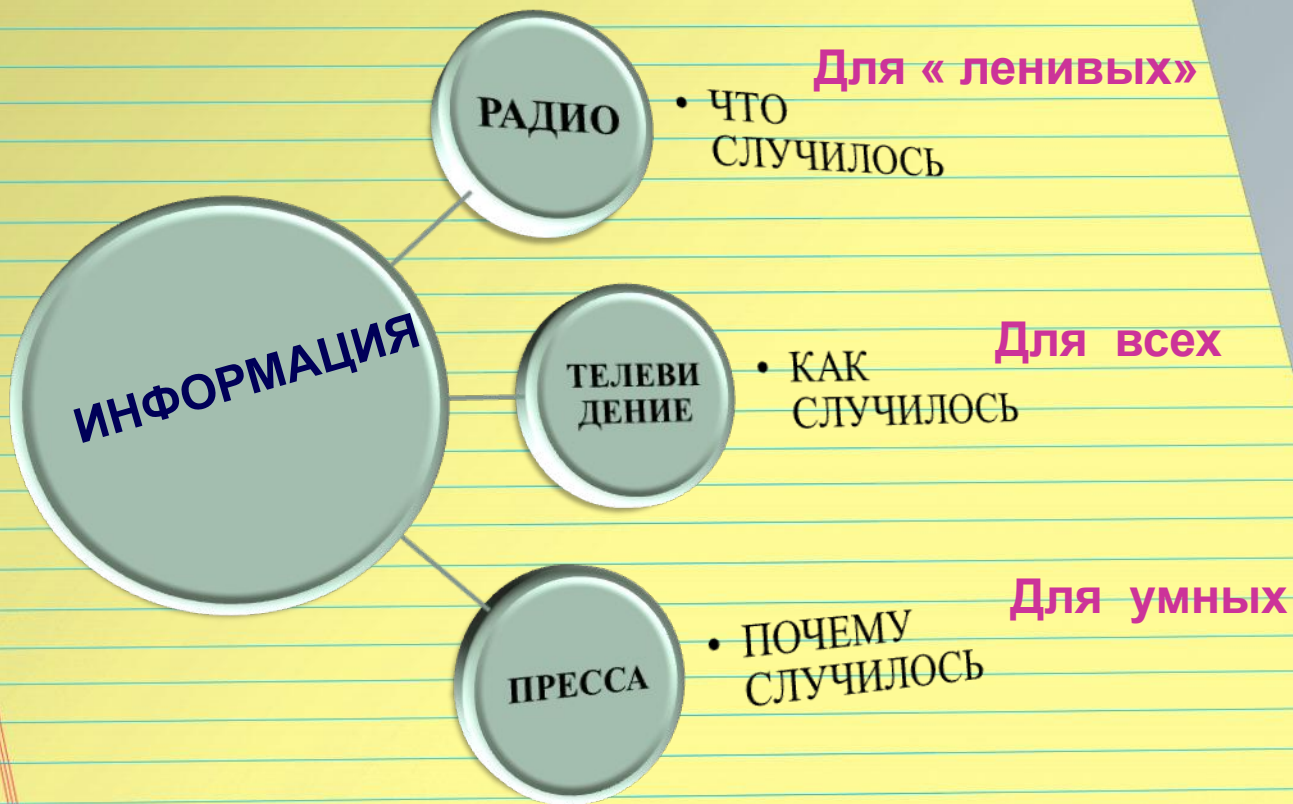 Для « ленивых»
РАДИО
• ЧТО
СЛУЧИЛОСЬ
ИНФОРМАЦИЯ
Для всех
ТЕЛЕВИ
ДЕНИЕ
• КАК
СЛУЧИЛОСЬ
Для умных
ПРЕССА
• ПОЧЕМУ
СЛУЧИЛОСЬ